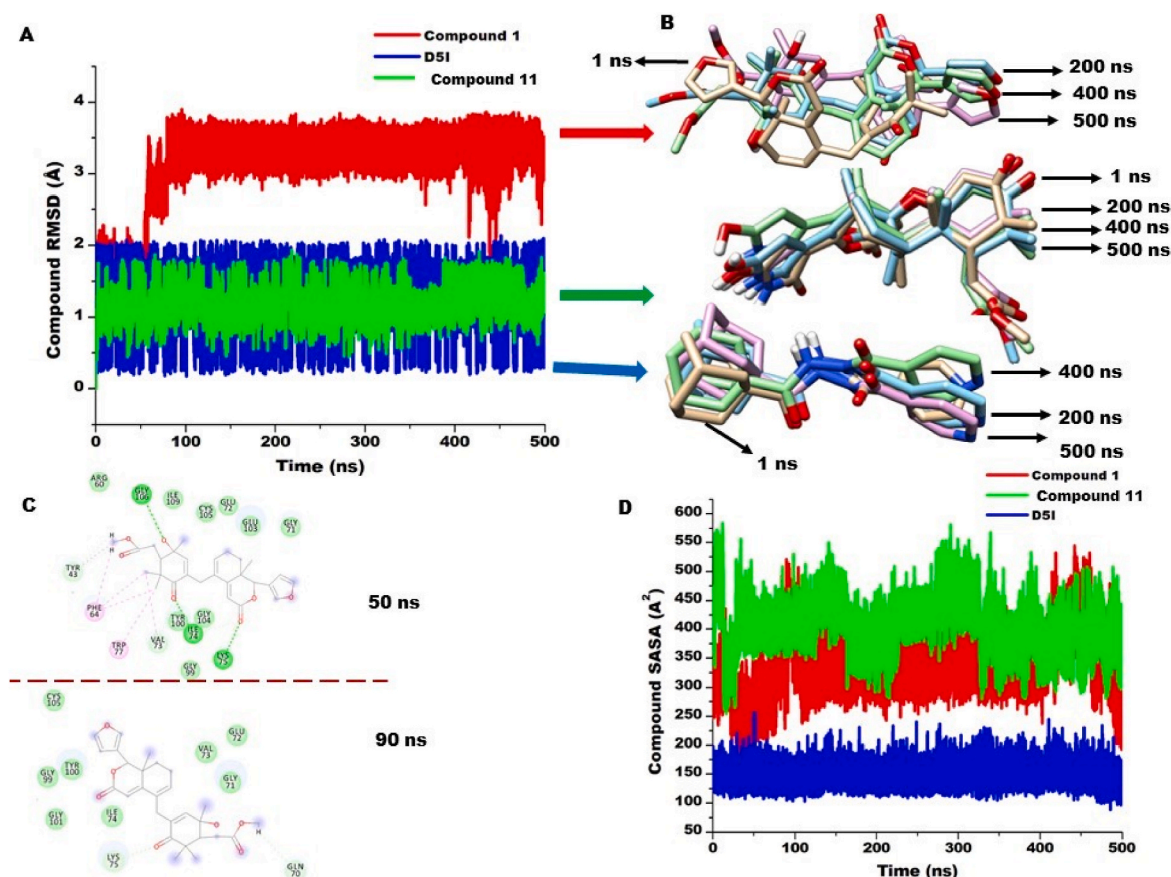 A
Compound 1
D5I
Compound 11
Compound RMSD (Å)
4
3
2
1
0
0
100
200
300
400
500
Time (ns)
B
1 ns
200 ns
400 ns
500 ns
1 ns
200 ns
400 ns
500 ns
400 ns
200 ns
500 ns
1 ns
C
ARG
60
GLY
106
ILE
109
CYS
105
GLU
72
GLU
103
GLY
71
H
H
TYR
43
PHE
64
TRP
77
VAL
73
TYR
100
GLY
104
ILE
74
LYS
75
GLY
99
50 ns
CYS
105
GLU
72
VAL
73
GLY
71
TYR
100
GLY
99
GLY
101
ILE
74
LYS
75
H
GLN
70
90 ns
D
Compound 1
Compound 11
D5I
Compound SASA (A²)
600
550
500
450
400
350
300
250
200
150
100
50
0
100
200
300
400
500
Time (ns)